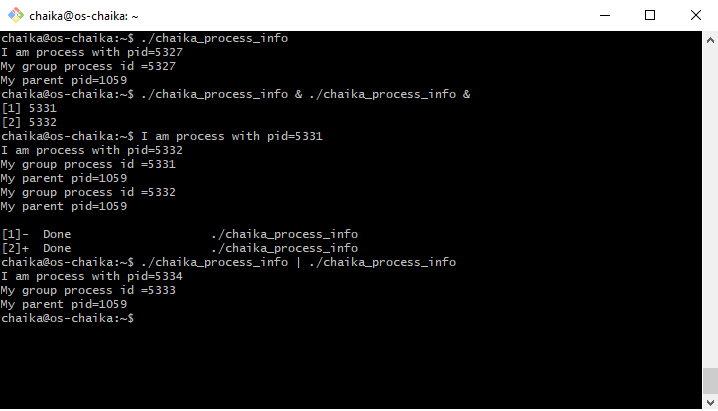 chaika@os-chaika: ~
chaika@os-chaika:~$ ./chaika_process_info
I am process with pid=5327
My group process id =5327
My parent pid=1059
chaika@os-chaika:~$ ./chaika_process_info & ./chaika_process_info &
[1] 5331
[2] 5332
chaika@os-chaika:~$ I am process with pid=5331
I am process with pid=5332
My group process id =5331
My parent pid=1059
My group process id =5332
My parent pid=1059
[1]-  Done                    ./chaika_process_info
[2]+  Done                    ./chaika_process_info
chaika@os-chaika:~$ ./chaika_process_info | ./chaika_process_info
I am process with pid=5334
My group process id =5333
My parent pid=1059
chaika@os-chaika:~$